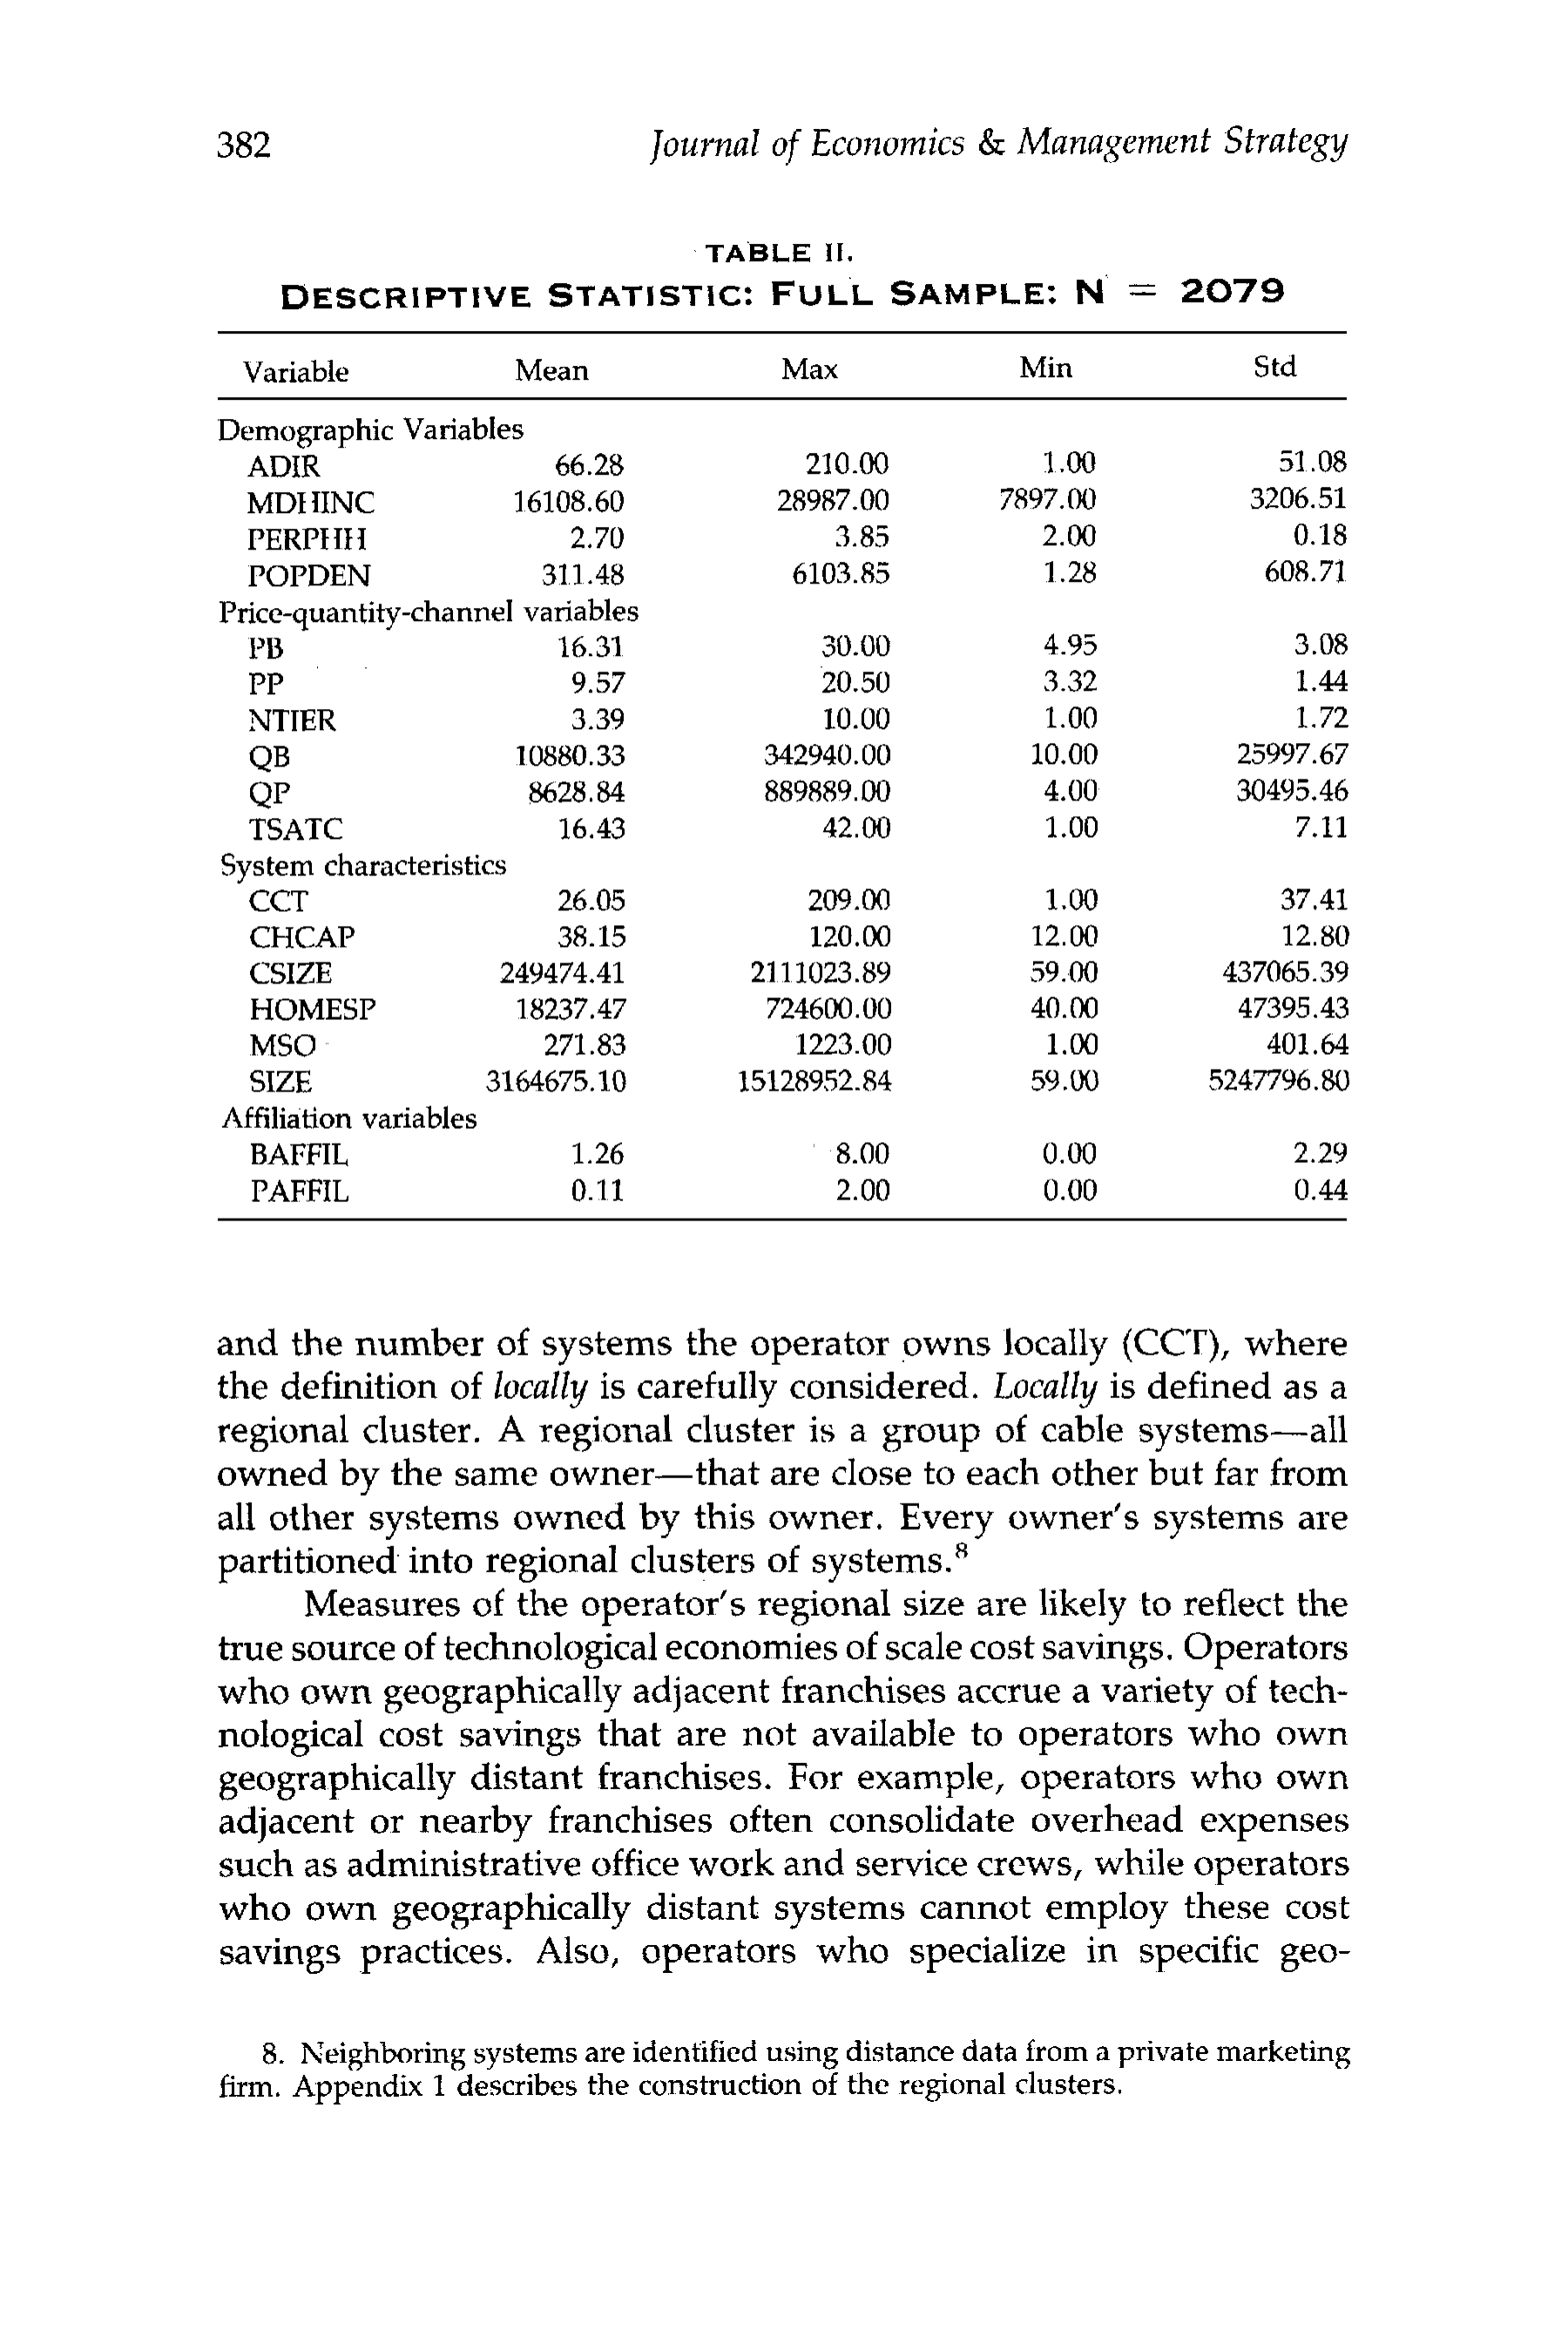 382 Journal of Economics & Management Strategy
TABLE II.
DESCRIPTIVE STATISTIC: FULL SAMPLE: N = 2079
Variable Mean Max Min Std
Demographic Variables
ADIR 66.28 210.00 1.00 51.08
MDHHINC 16108.60 28987.00 7897.00 3206.51
PERPHH 2.70 3.85 2.00 0.18
POPDEN 311.48 6103.85 1.28 608.71
Price-quantity-channel variables
PB 16.31 30.00 4.95 3.08
PP 9.57 20.50 3.32 1.44
NTIER 3.39 10.00 1.00 1.72
QB 10880.33 342940.00 10.00 25997.67
QP 8628.84 889889.00 4.00 30495.46
TSATC 16.43 42.00 1.00 7.11
System characteristics
CCT 26.05 209.00 1.00 37.41
CHCAP 38.15 120.00 12.00 12.80
CSIZE 249474.41 2111023.89 59.00 437065.39
HOMESP 18237.47 724600.00 40.00 47395.43
MSO 271.83 1223.00 1.00 401.64
SIZE 3164675.10 15128952.84 59.00 5247796.80
Affiliation variables
BAFFIL 1.26 8.00 0.00 2.29
PAFFIL 0.11 2.00 0.00 0.44
and the number of systems the operator owns locally (CCT), where
the definition of locally is carefully considered. Locally is defined as a
regional cluster. A regional cluster is a group of cable systems—all
owned by the same owner—that are close to each other but far from
all other systems owned by this owner. Every owner's systems are
partitioned into regional clusters of systems.⁸
Measures of the operator's regional size are likely to reflect the
true source of technological economies of scale cost savings. Operators
who own geographically adjacent franchises accrue a variety of tech-
nological cost savings that are not available to operators who own
geographically distant franchises. For example, operators who own
adjacent or nearby franchises often consolidate overhead expenses
such as administrative office work and service crews, while operators
who own geographically distant systems cannot employ these cost
savings practices. Also, operators who specialize in specific geo-
8. Neighboring systems are identified using distance data from a private marketing
firm. Appendix 1 describes the construction of the regional clusters.